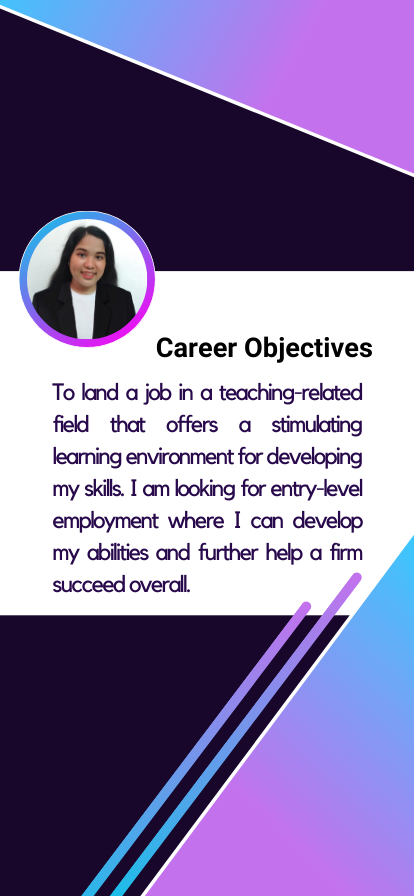 Career Objectives
To land a job in a teaching-related
field that offers a stimulating
learning environment for developing
my skills. I am looking for entry-level
employment where I can develop
my abilities and further help a firm
succeed overall.